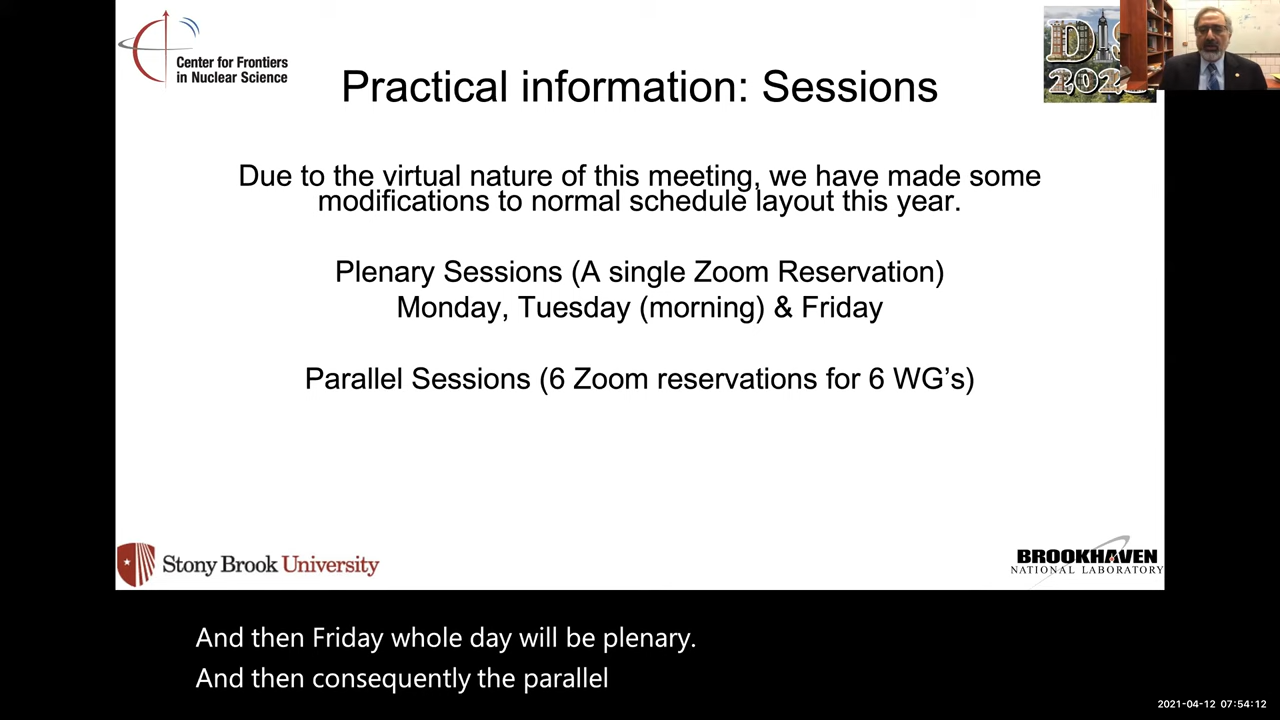 Center for Frontiers
in Nuclear Science
Practical information: Sessions
Due to the virtual nature of this meeting, we have made some
modifications to normal schedule layout this year.
Plenary Sessions (A single Zoom Reservation)
Monday, Tuesday (morning) & Friday
Parallel Sessions (6 Zoom reservations for 6 WG’s)
Stony Brook University
BROOKHAVEN
NATIONAL LABORATORY
And then Friday whole day will be plenary.
And then consequently the parallel
2021-04-12 07:54:12